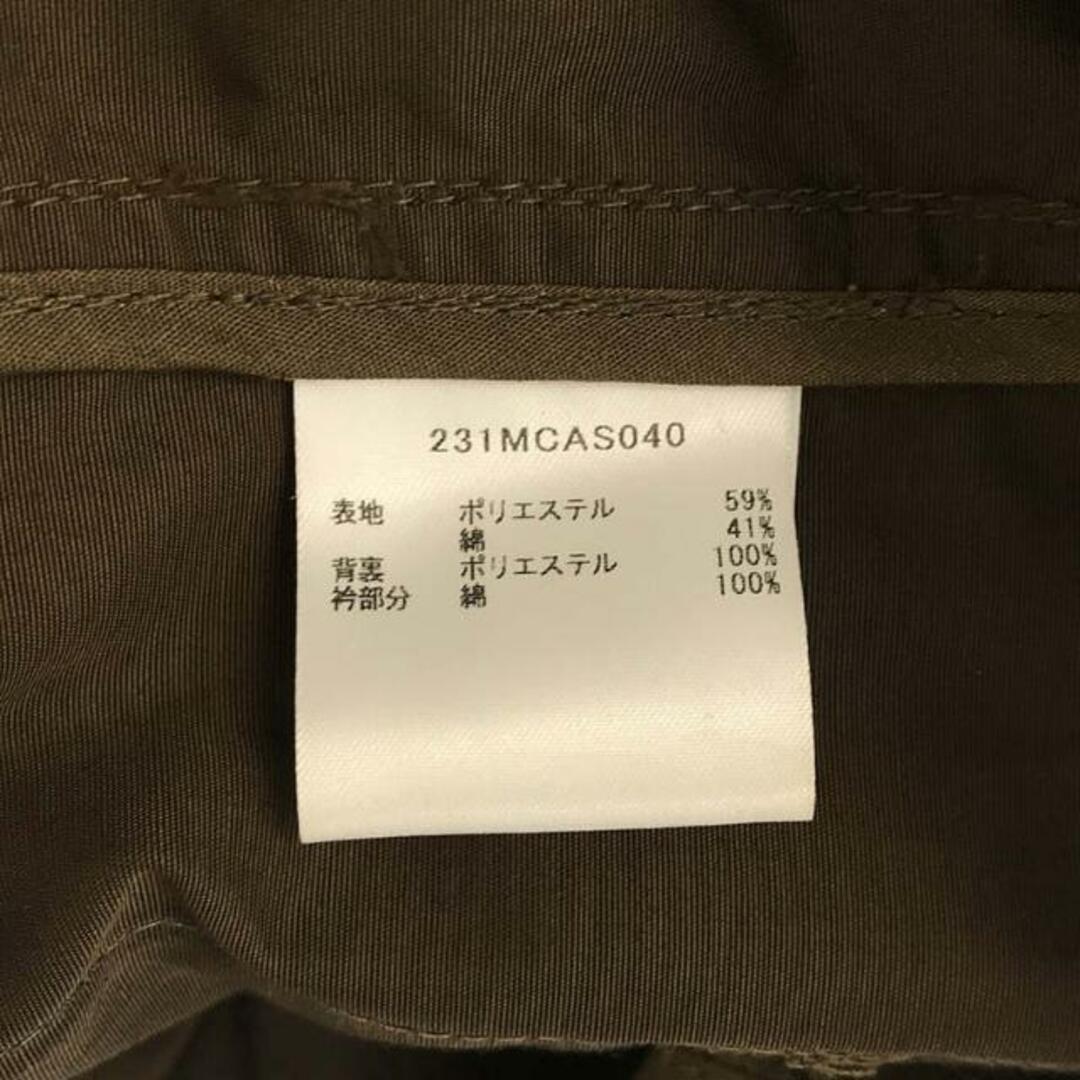 231MCAS040
表地 ポリエステル 59%
綿 41%
背裏 ポリエステル 100%
衿部分 綿 100%